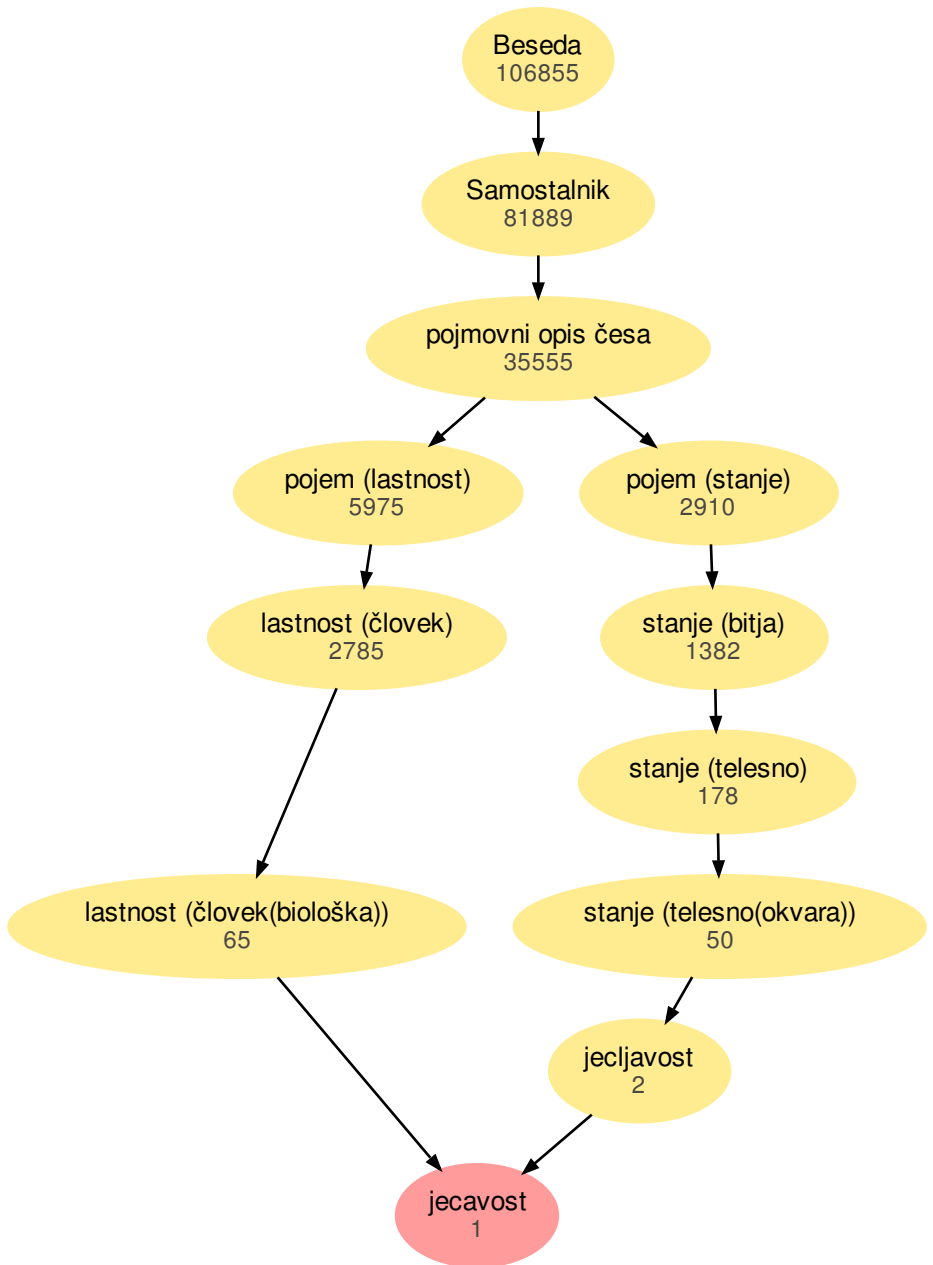 Beseda
106855
Samostalnik
81889
pojmovni opis česa
35555
pojem (lastnost)
5975
pojem (stanje)
2910
lastnost (človek)
2785
stanje (bitja)
1382
stanje (telesno)
178
lastnost (človek(biološka))
65
stanje (telesno(okvara))
50
jecljavost
2
jecavost
1